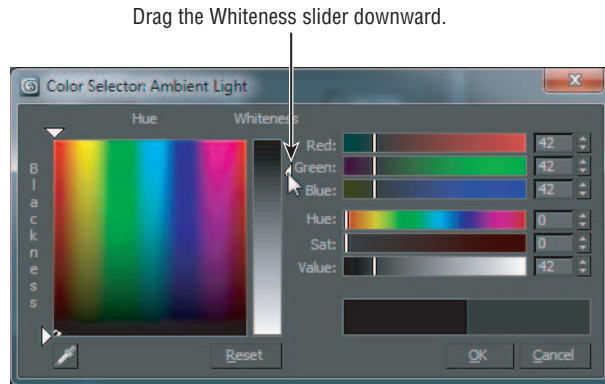 Drag the Whiteness slider downward.
Color Selector: Ambient Light
Hue
Whiteness
Blackness
Red: 42
Green: 42
Blue: 42
Hue: 0
Sat: 0
Value: 42
Reset
OK
Cancel